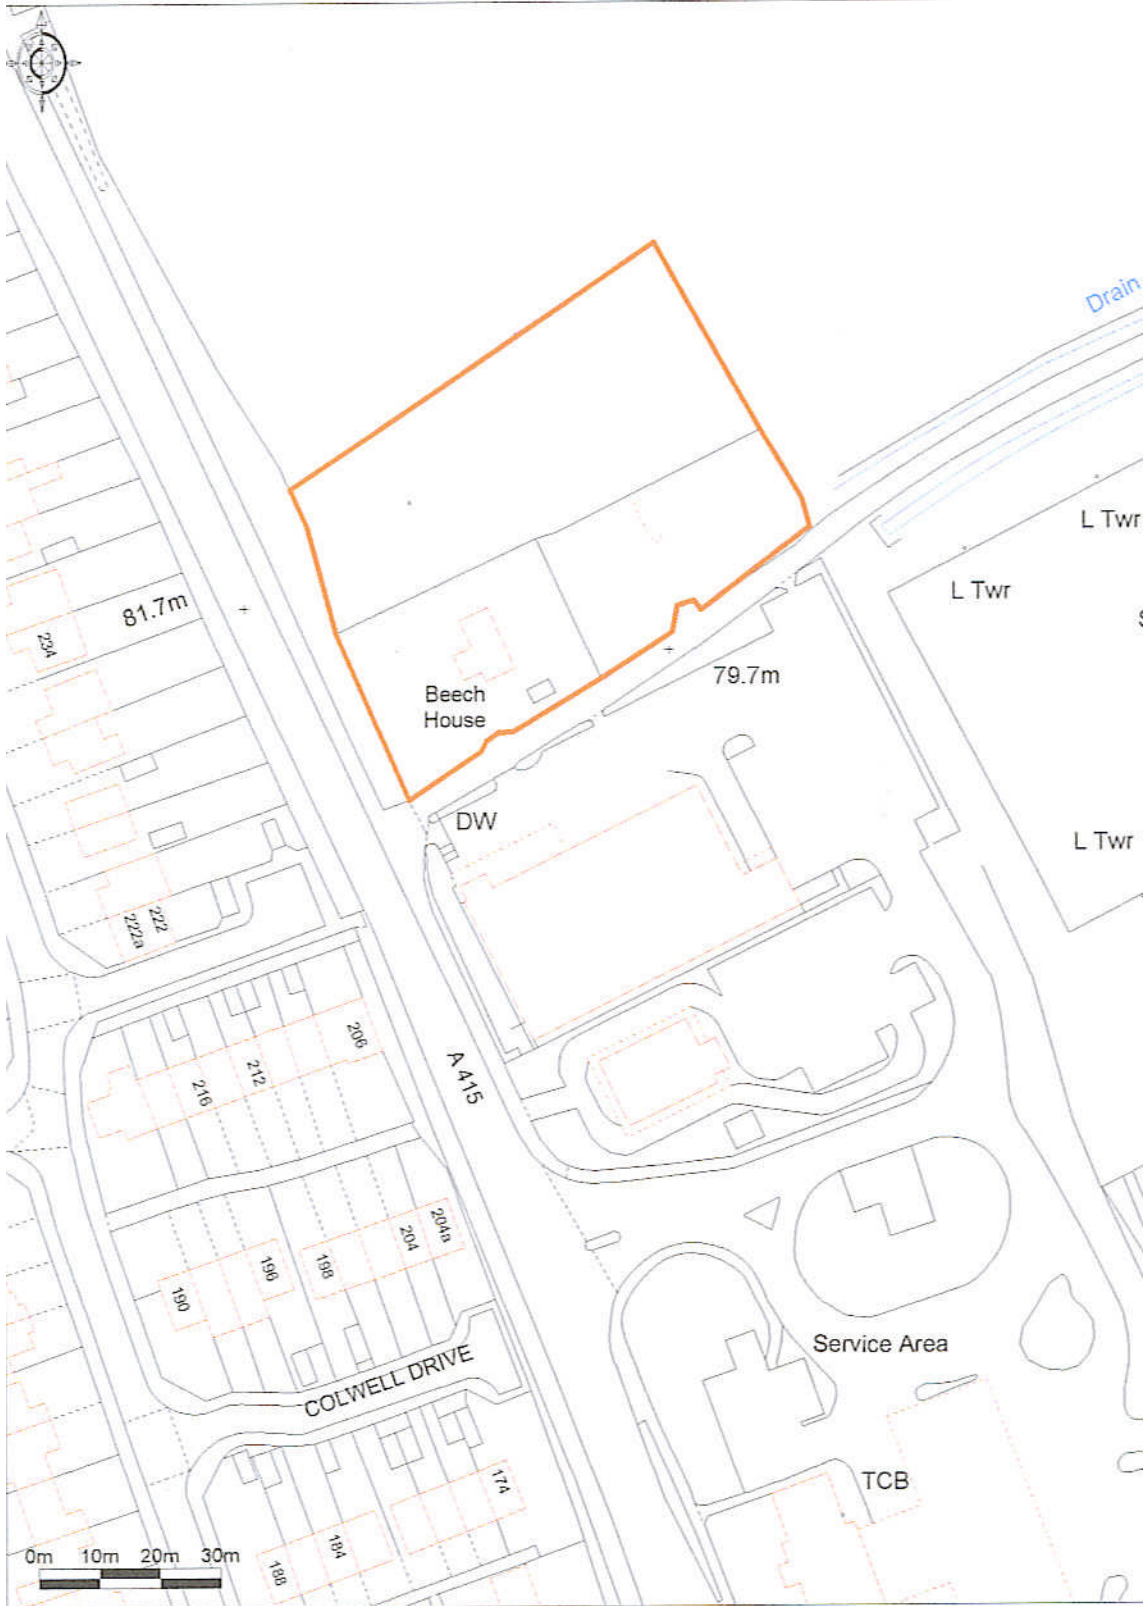 Drain
L Twr
L Twr
81.7m
234
79.7m
Beech
House
DW
L Twr
222
222a
206
212
216
A 415
204a
204
198
196
190
Service Area
COLWELL DRIVE
TCB
174
184
188
0m 10m 20m 30m